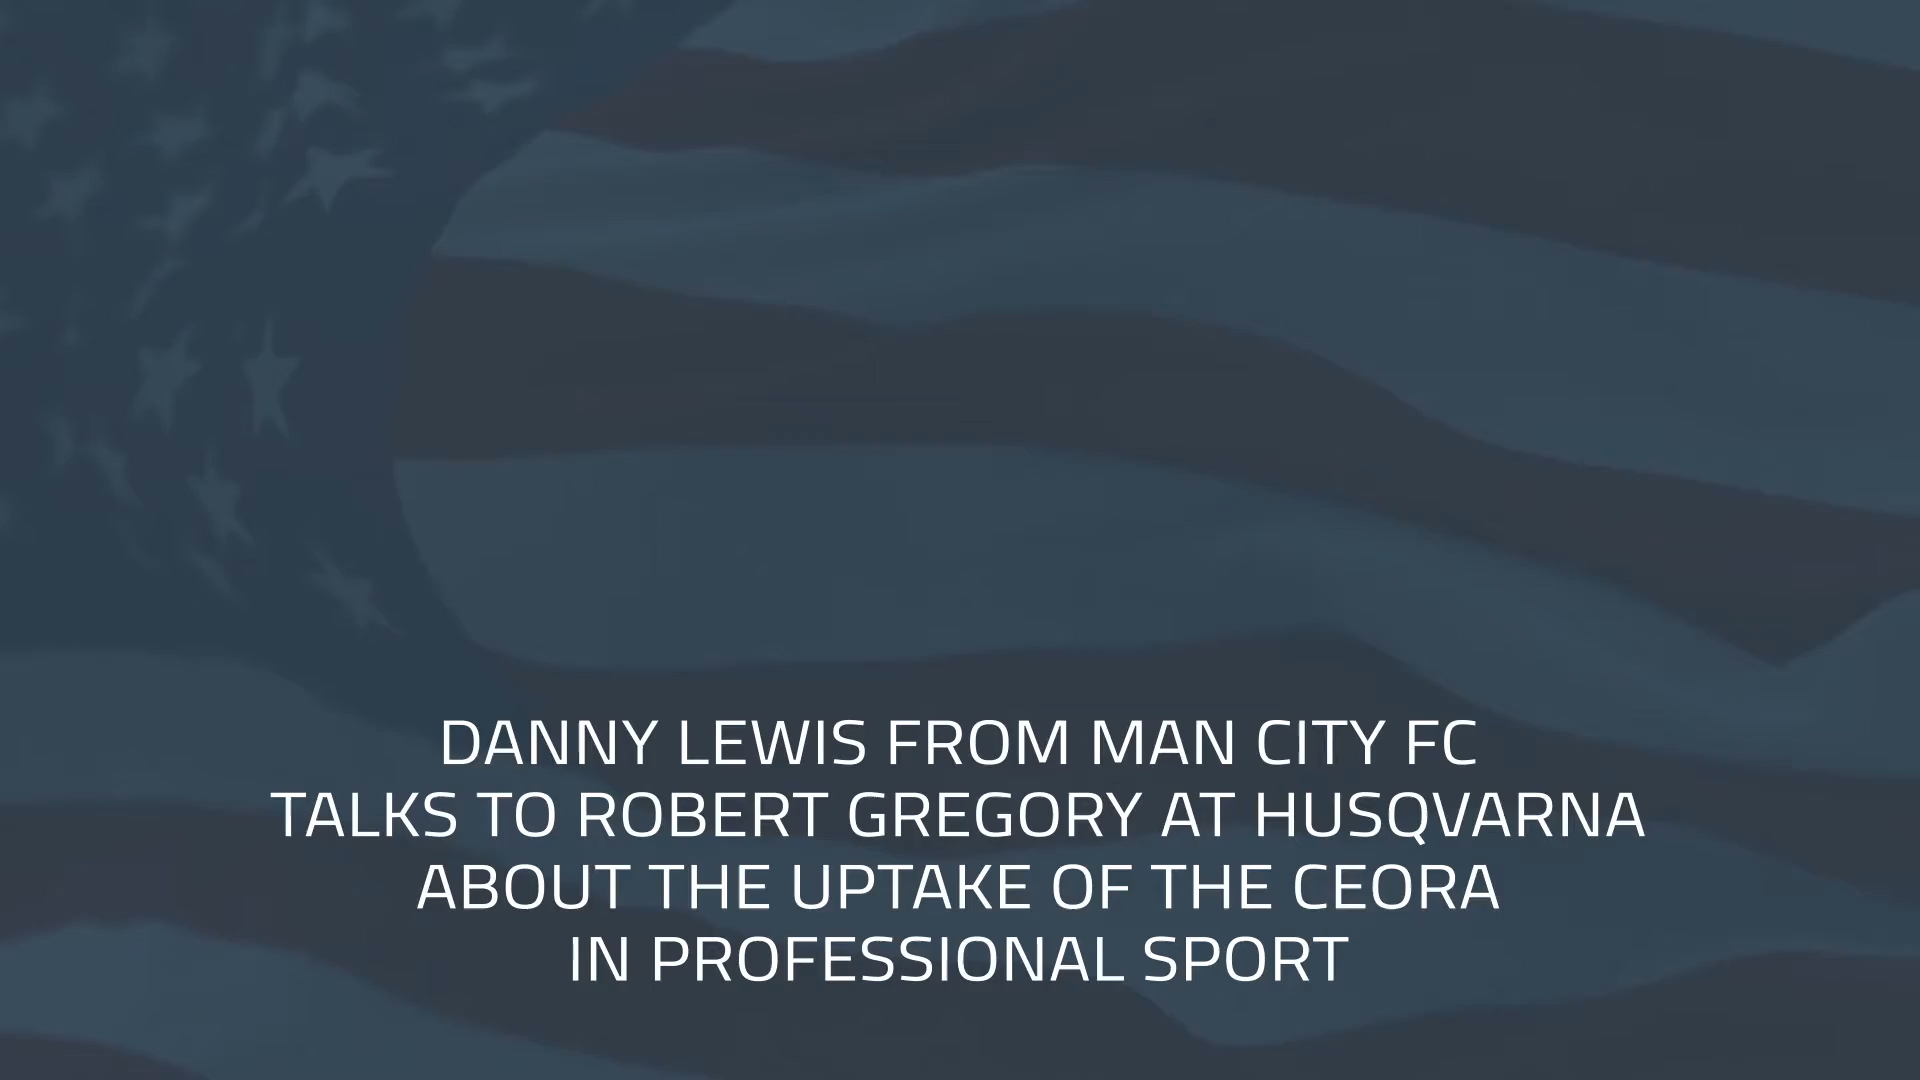 DANNY LEWIS FROM MAN CITY FC
TALKS TO ROBERT GREGORY AT HUSQVARNA
ABOUT THE UPTAKE OF THE CEORA
IN PROFESSIONAL SPORT